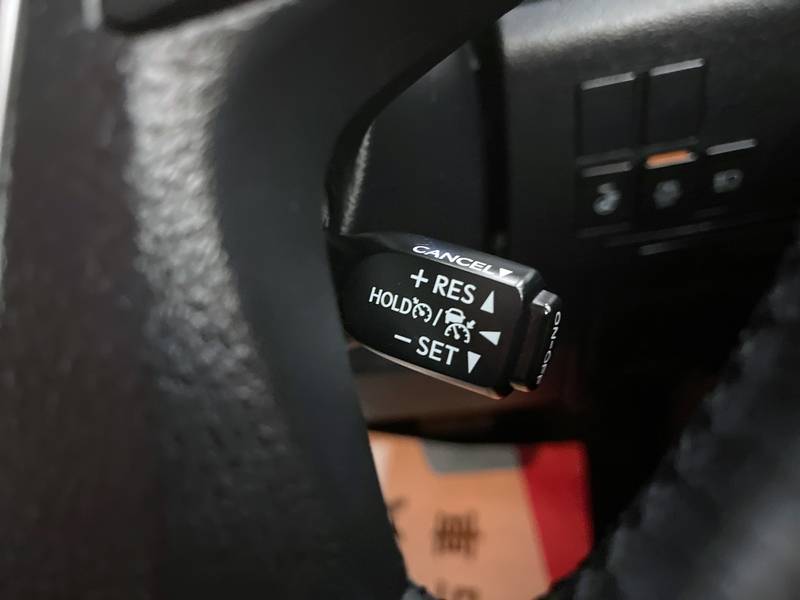 CANCEL▼
+ RES ▲
HOLD /
− SET ▼
ON-OFF